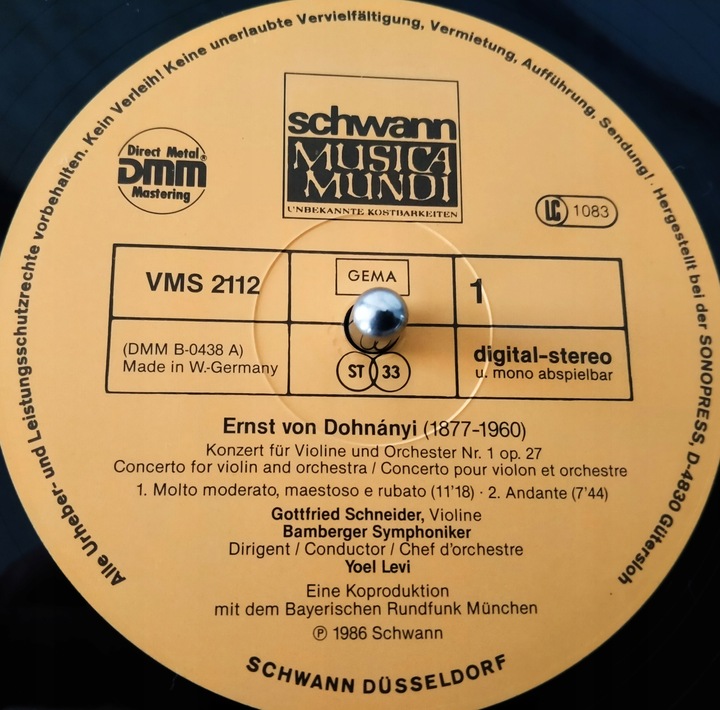 Alle Urheber- und Leistungsschutzrechte vorbehalten. Kein Verleih! Keine unerlaubte Vervielfältigung, Vermietung, Aufführung, Sendung! · Hergestellt bei der SONOPRESS, D-4830 Gütersloh
schwann
MUSICA
MUNDI
UNBEKANNTE KOSTBARKEITEN
Direct Metal
DMM®
Mastering
LC 1083
VMS 2112
GEMA
1
(DMM B-0438 A)
Made in W.-Germany
ST 33
digital-stereo
u. mono abspielbar
Ernst von Dohnányi (1877-1960)
Konzert für Violine und Orchester Nr. 1 op. 27
Concerto for violin and orchestra / Concerto pour violon et orchestre
1. Molto moderato, maestoso e rubato (11'18) · 2. Andante (7'44)
Gottfried Schneider, Violine
Bamberger Symphoniker
Dirigent / Conductor / Chef d'orchestre
Yoel Levi
Eine Koproduktion
mit dem Bayerischen Rundfunk München
℗ 1986 Schwann
SCHWANN DÜSSELDORF